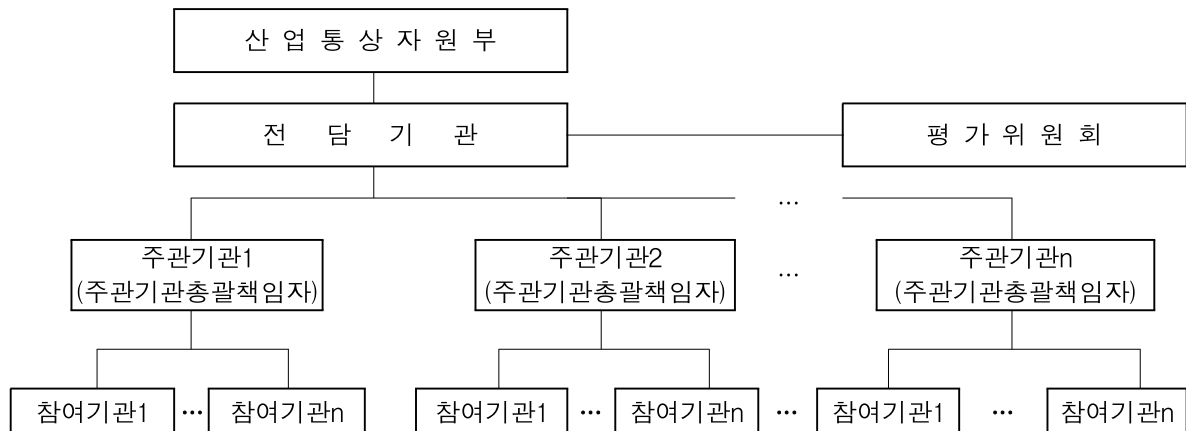 산 업 통 상 자 원 부
전 담 기 관
평 가 위 원 회
...
주관기관1
(주관기관총괄책임자)
주관기관2
(주관기관총괄책임자)
...
주관기관n
(주관기관총괄책임자)
참여기관1 ... 참여기관n
참여기관1 ... 참여기관n ... 참여기관1 ... 참여기관n